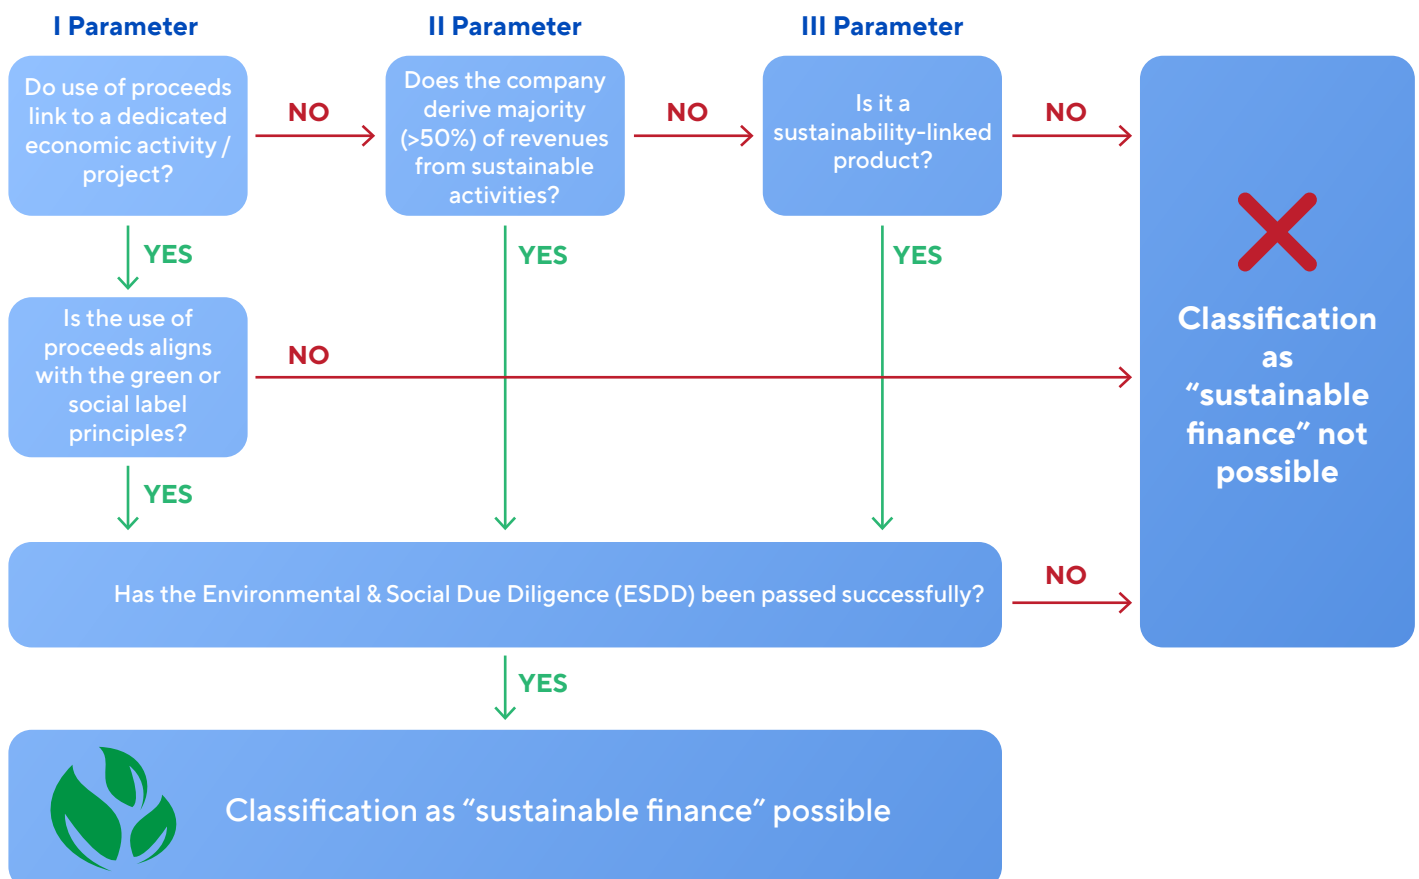 I Parameter
II Parameter
III Parameter
Do use of proceeds
link to a dedicated
economic activity /
project?
NO
Does the company
derive majority
(>50%) of revenues
from sustainable
activities?
NO
Is it a
sustainability-linked
product?
NO
YES
YES
YES
Is the use of
proceeds aligns
with the green or
social label
principles?
NO
Classification
as
“sustainable
finance” not
possible
YES
Has the Environmental & Social Due Diligence (ESDD) been passed successfully?
NO
YES
Classification as “sustainable finance” possible